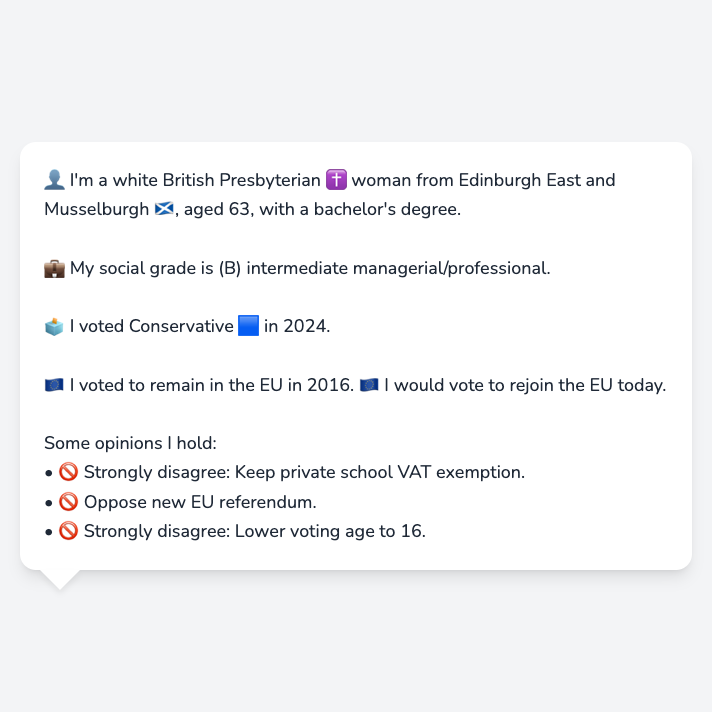 👤 I'm a white British Presbyterian ✝️ woman from Edinburgh East and
Musselburgh 🏴󠁧󠁢󠁳󠁣󠁴󠁿, aged 63, with a bachelor's degree.
💼 My social grade is (B) intermediate managerial/professional.
🗳️ I voted Conservative 🟦 in 2024.
🇪🇺 I voted to remain in the EU in 2016. 🇪🇺 I would vote to rejoin the EU today.
Some opinions I hold:
• 🚫 Strongly disagree: Keep private school VAT exemption.
• 🚫 Oppose new EU referendum.
• 🚫 Strongly disagree: Lower voting age to 16.